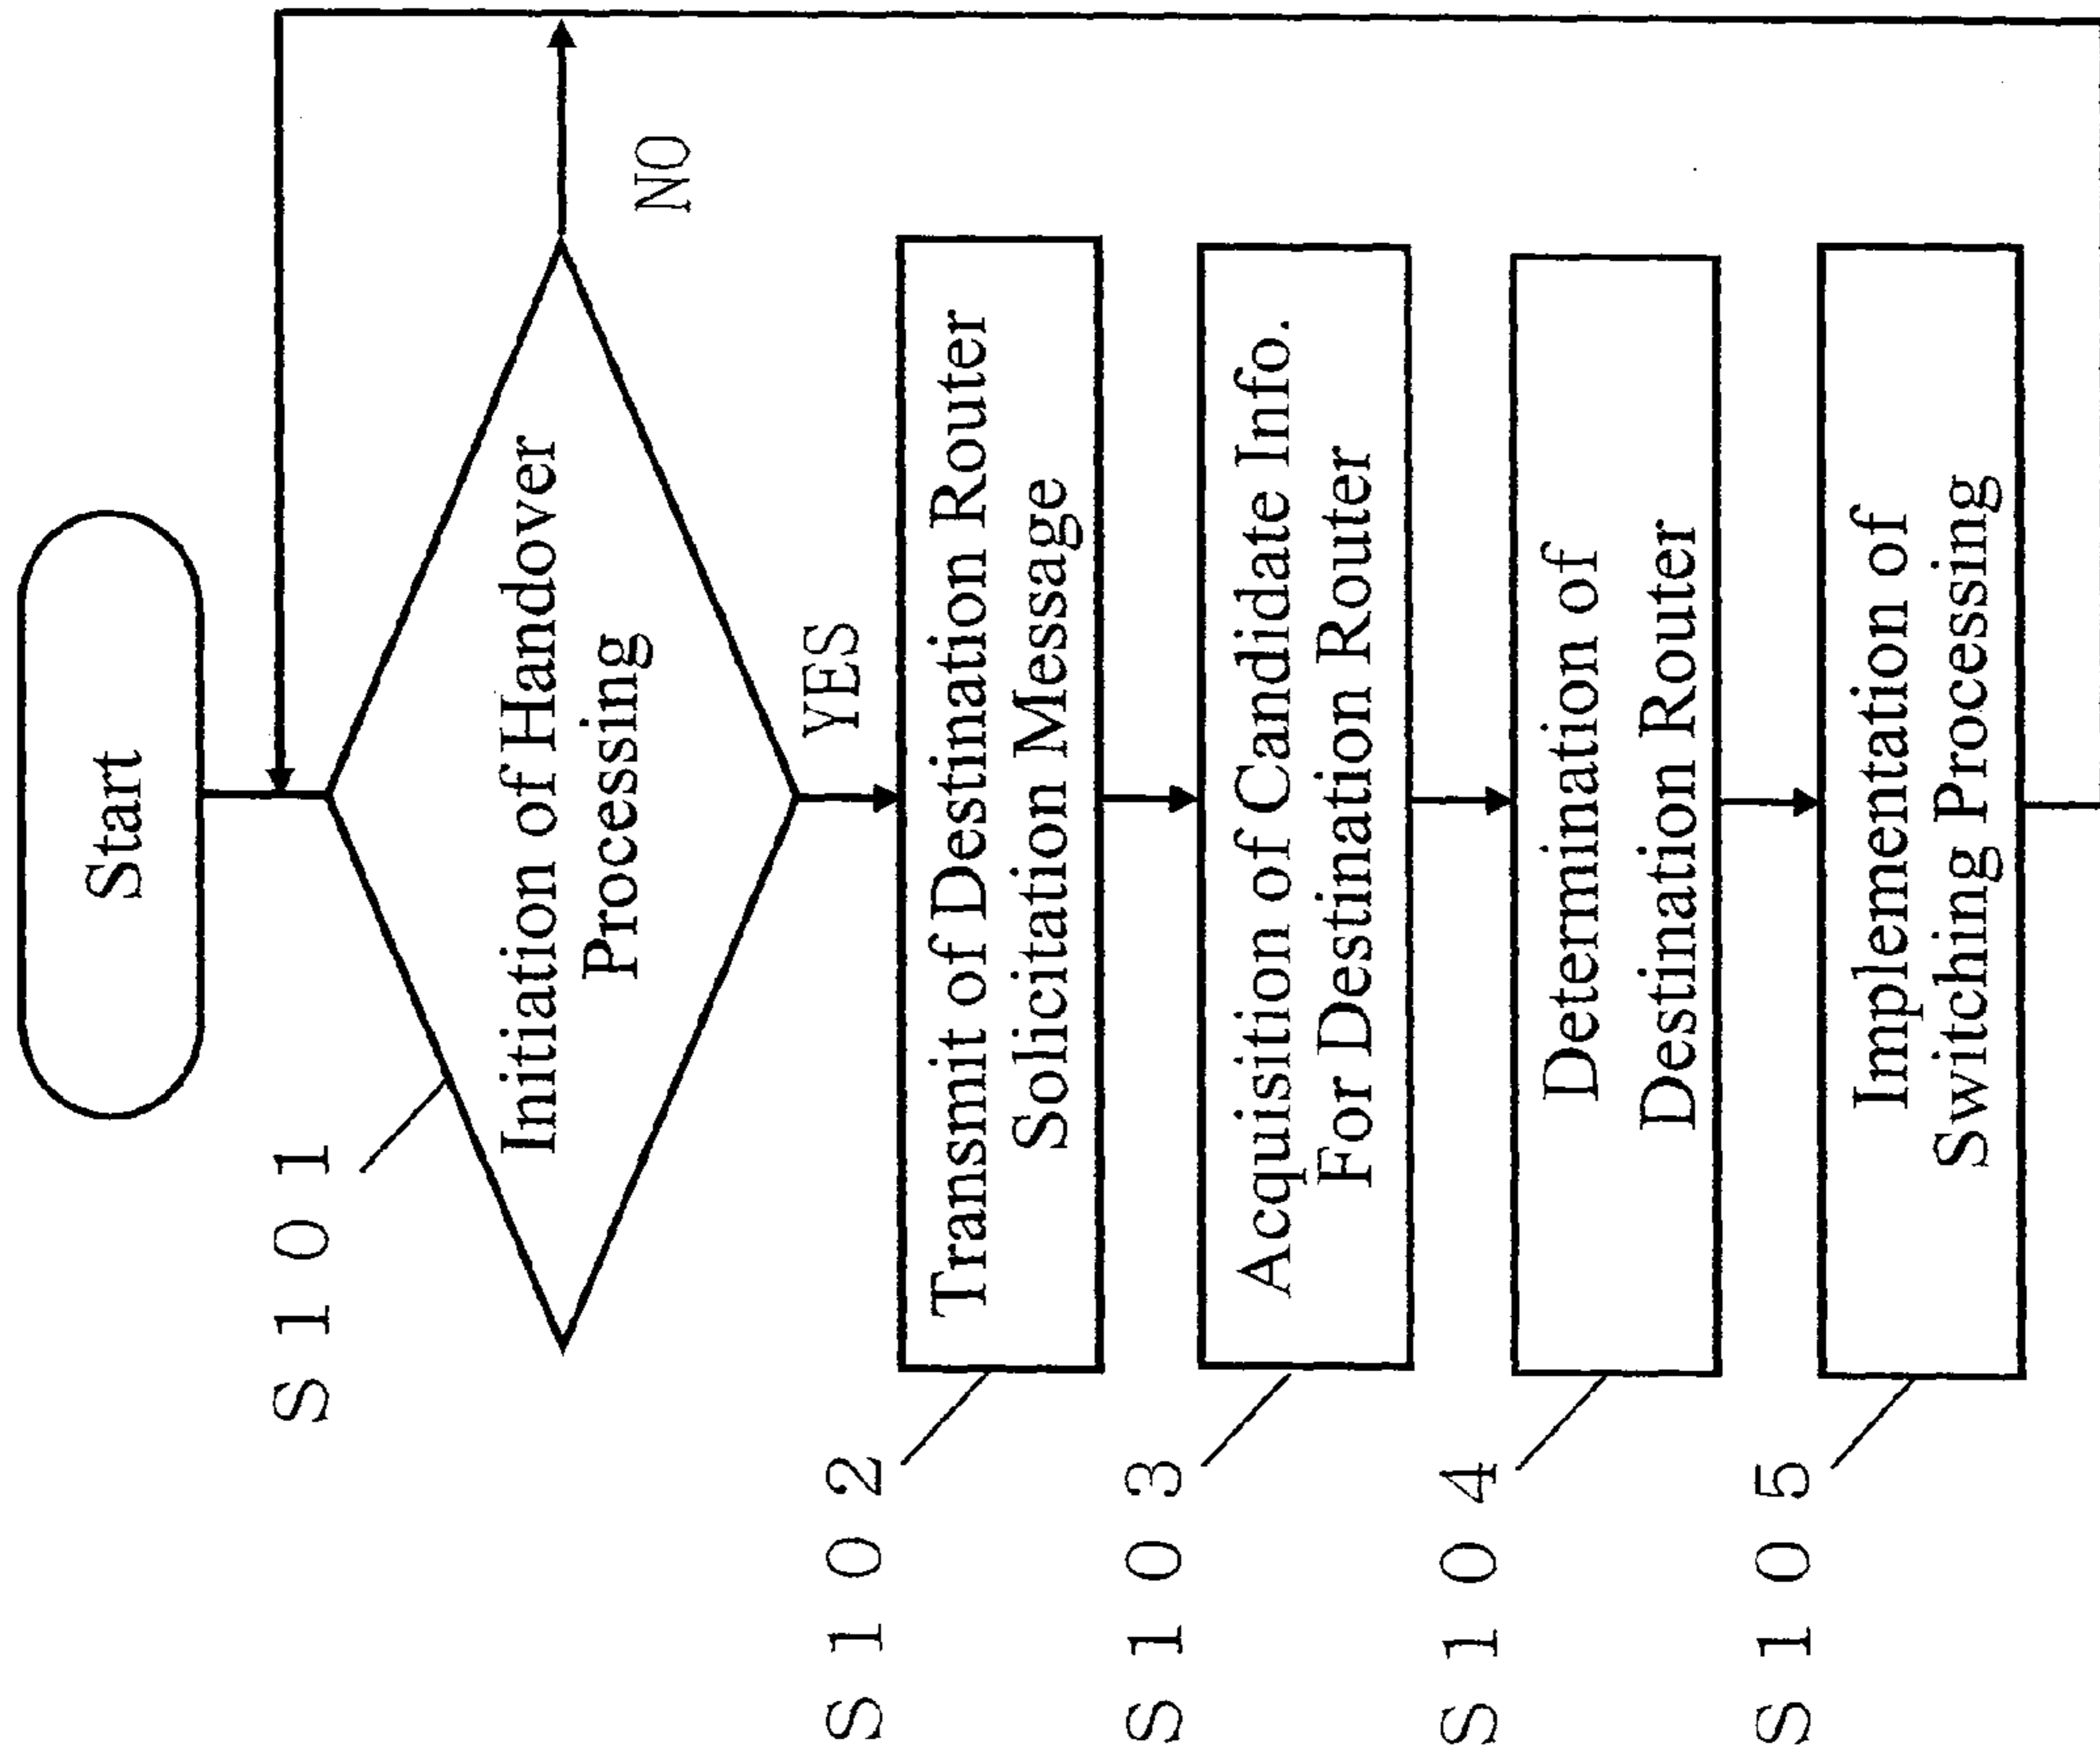 Start
S101
Initiation of Handover
Processing
NO
YES
S102
Transmit of Destination Router
Solicitation Message
S103
Acquisition of Candidate Info.
For Destination Router
S104
Determination of
Destination Router
S105
Implementation of
Switching Processing